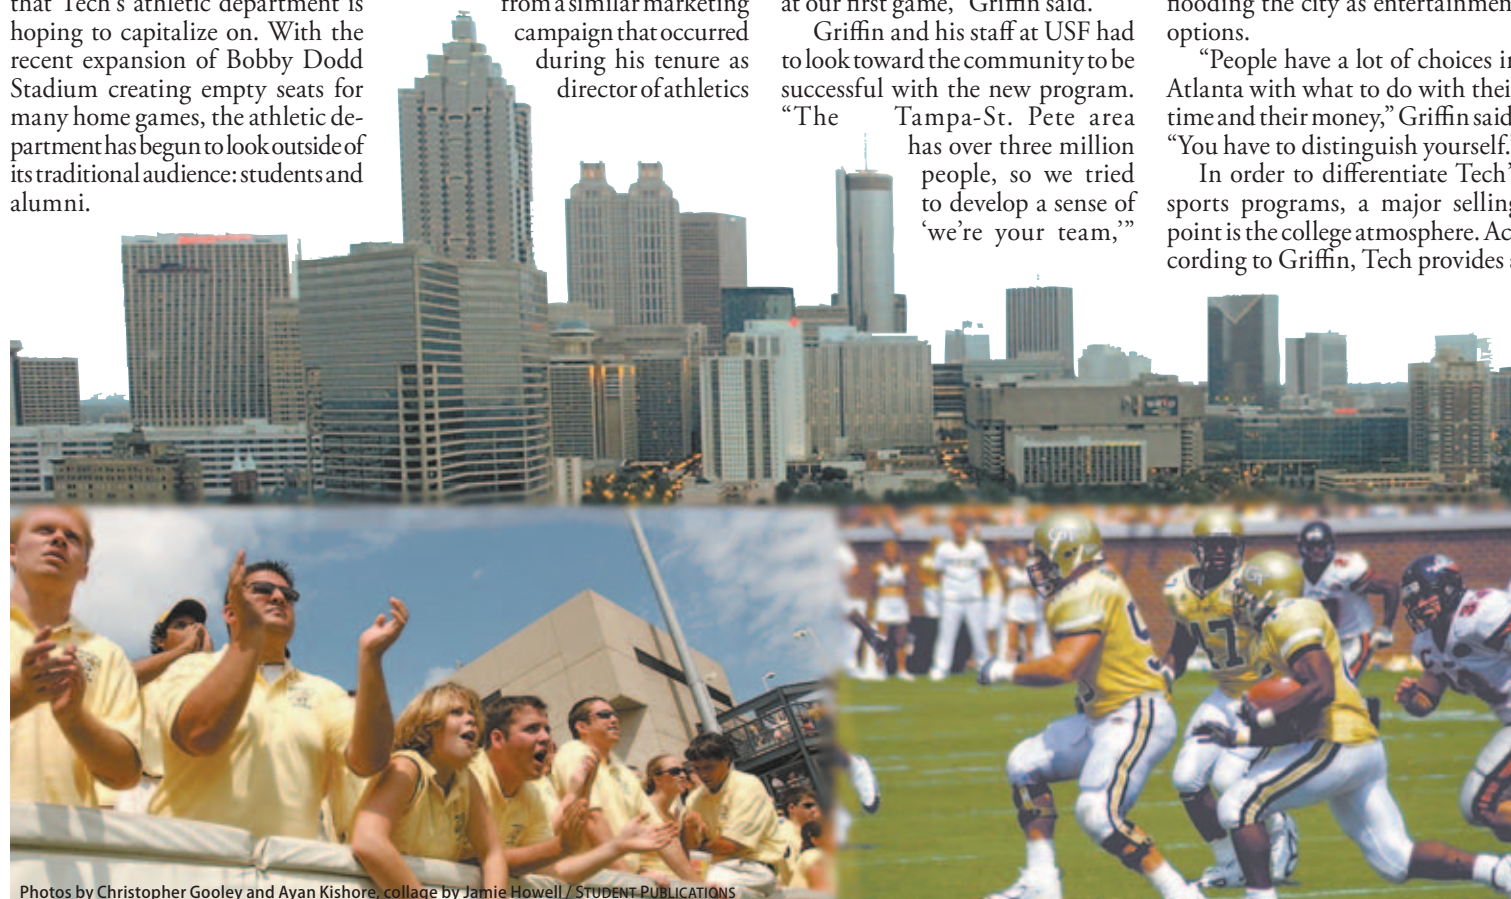 that Tech's athletic department is
hoping to capitalize on. With the
recent expansion of Bobby Dodd
Stadium creating empty seats for
many home games, the athletic de-
partment has begun to look outside of
its traditional audience: students and
alumni.
from a similar marketing
campaign that occurred
during his tenure as
director of athletics
at our first game," Griffin said.
Griffin and his staff at USF had
to look toward the community to be
successful with the new program.
"The Tampa-St. Pete area
has over three million
people, so we tried
to develop a sense of
'we're your team,'"
flooding the city as entertainmen
options.
"People have a lot of choices i
Atlanta with what to do with thei
time and their money," Griffin said
"You have to distinguish yourself.
In order to differentiate Tech'
sports programs, a major selling
point is the college atmosphere. Ac
cording to Griffin, Tech provides
GT
17
GT
Photos by Christopher Gooley and Ayan Kishore, collage by Jamie Howell / STUDENT PUBLICATIONS